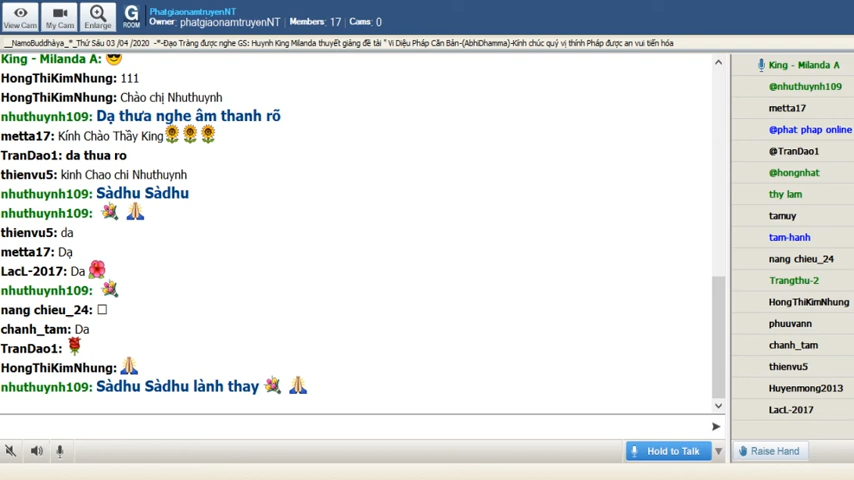 View Cam
My Cam
Enlarge
G
ROOM
PhatgiaonamtruyenNT
Owner: phatgiaonamtruyenNT Members: 17 Cams: 0
__NamoBuddhàya_*_Thứ Sáu 03 /04 /2020 -*-Đạo Tràng được nghe GS: Huynh King Milanda thuyết giảng đề tài " Vi Diệu Pháp Căn Bản-(AbhiDhamma)-Kính chúc quý vị thính Pháp được an vui tiến hóa
King - Milanda A:
HongThiKimNhung: 111
HongThiKimNhung: Chào chị Nhuthuynh
nhuthuynh109: Dạ thưa nghe âm thanh rõ
metta17: Kính Chào Thầy King
TranDao1: da thua ro
thienvu5: kinh Chao chi Nhuthuynh
nhuthuynh109: Sàdhu Sàdhu
nhuthuynh109:
thienvu5: da
metta17: Dạ
LacL-2017: Da
nhuthuynh109:
nang chieu_24: □
chanh_tam: Da
TranDao1:
HongThiKimNhung:
nhuthuynh109: Sàdhu Sàdhu lành thay
Hold to Talk
King - Milanda A
@nhuthuynh109
metta17
@phat phap online
@TranDao1
@hongnhat
thy lam
tamuy
tam-hanh
nang chieu_24
Trangthu-2
HongThiKimNhung
phuuvann
chanh_tam
thienvu5
Huyenmong2013
LacL-2017
Raise Hand